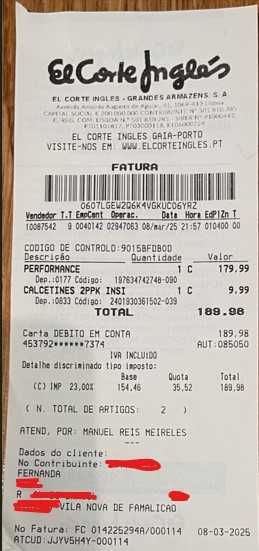 El Corte Inglés
EL CORTE INGLES - GRANDES ARMAZENS, S.A.
EL CORTE INGLES GAIA-PORTO
VISITE-NOS EM: WWW.ELCORTEINGLES.PT
FATURA
0607LGEW2Q6K4VGKUC06YRZ
Vendedor T.T EmpCent Operac. Data Hora EdPlZn T
10087542 9 0040142 02947063 08/mar/25 21:57 010400 00
CODIGO DE CONTROLO:9015BFDBOD
Descrição Quantidade Valor
PERFORMANCE 1 C 179.99
Dep.:0177 Código: 197634742748-090
CALCETINES 2PPK INSI 1 C 9.99
Dep.:0833 Código: 2401930361502-039
TOTAL 189.98
Carta DEBITO EM CONTA 189.98
453792******7374 AUT:085050
IVA INCLUIDO
Detalhe discriminado tipo imposto:
Base Quota Total
(C) IMP 23,00% 154,46 35,52 189,98
( N. TOTAL DE ARTIGOS: 2 )
ATEND, POR: MANUEL REIS MEIRELES
Dados do cliente:
No Contribuinte:
FERNANDA
R
VILA NOVA DE FAMALICAO
No Fatura: FC 014225294A/000114 08-03-2025
ATCUD: JJYV5H4Y-000114